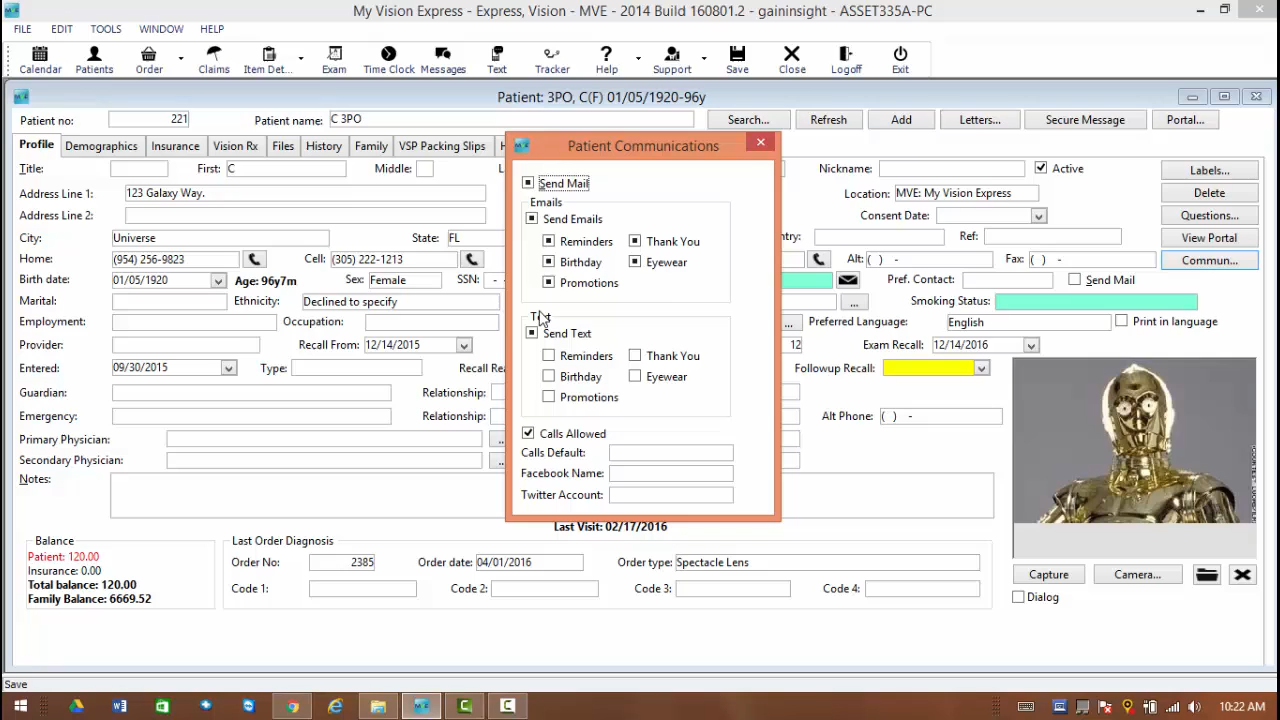 My Vision Express - Express, Vision - MVE - 2014 Build 160801.2 - gaininsight - ASSET335A-PC
FILE EDIT TOOLS WINDOW HELP
Calendar Patients Order Claims Item Det... Exam Time Clock Messages Text Tracker Help Support Save Close Logoff Exit
Patient: 3PO, C(F) 01/05/1920-96y
Patient no: 221 Patient name: C 3PO Search... Refresh Add Letters... Secure Message Portal...
Profile Demographics Insurance Vision Rx Files History Family VSP Packing Slips
Title: First: C Middle: Nickname: Active Labels...
Address Line 1: 123 Galaxy Way. Location: MVE: My Vision Express Delete
Address Line 2: Consent Date: Questions...
City: Universe State: FL Ref: View Portal
Home: (954) 256-9823 Cell: (305) 222-1213 Alt: ( ) - Fax: ( ) - Commun...
Birth date: 01/05/1920 Age: 96y7m Sex: Female SSN: - Pref. Contact: Send Mail
Marital: Ethnicity: Declined to specify ... Smoking Status:
Employment: Occupation: ... Preferred Language: English Print in language
Provider: Recall From: 12/14/2015 12 Exam Recall: 12/14/2016
Entered: 09/30/2015 Type: Followup Recall:
Guardian: Relationship:
Emergency: Relationship: Alt Phone: ( ) -
Primary Physician:
Secondary Physician:
Notes:
Last Visit: 02/17/2016
Patient Communications
Send Mail
Emails
Send Emails
Reminders Thank You
Birthday Eyewear
Promotions
Text
Send Text
Reminders Thank You
Birthday Eyewear
Promotions
Calls Allowed
Calls Default:
Facebook Name:
Twitter Account:
Balance
Patient: 120.00
Insurance: 0.00
Total balance: 120.00
Family Balance: 6669.52
Last Order Diagnosis
Order No: 2385 Order date: 04/01/2016 Order type: Spectacle Lens
Code 1: Code 2: Code 3: Code 4:
Capture Camera...
Dialog
Save
10:22 AM